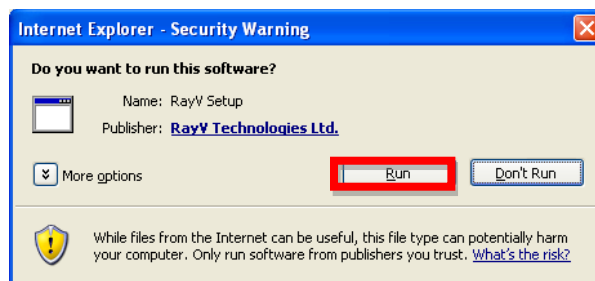 Internet Explorer - Security Warning
Do you want to run this software?
Name: RayV Setup
Publisher: RayV Technologies Ltd.
More options
Run
Don't Run
While files from the Internet can be useful, this file type can potentially harm
your computer. Only run software from publishers you trust. What's the risk?